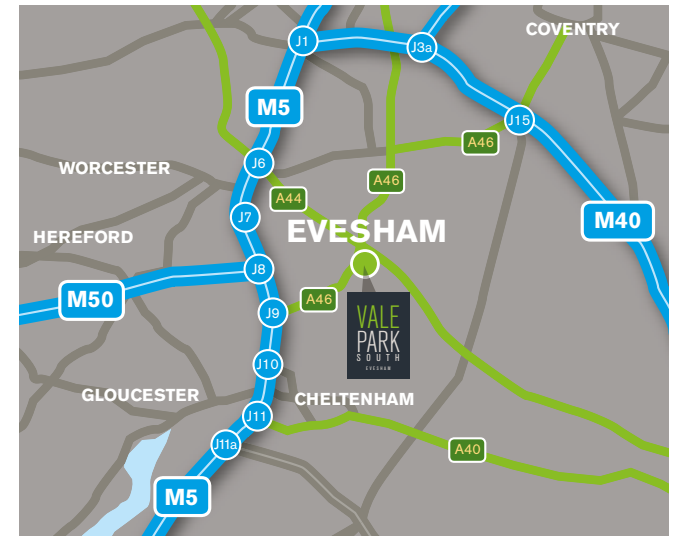 COVENTRY
J1
J3a
M5
J15
A46
J6
WORCESTER
A46
A44
J7
M40
EVESHAM
HEREFORD
J8
M50
A46
J9
VALE
PARK
SOUTH
EVESHAM
J10
GLOUCESTER
CHELTENHAM
J11
J11a
A40
M5